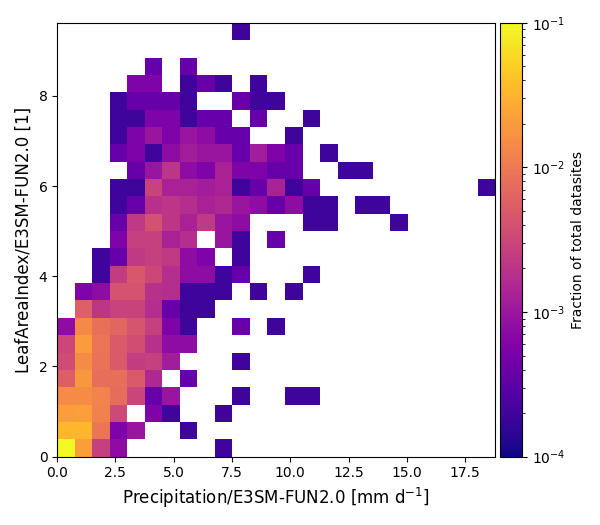 LeafAreaIndex/E3SM-FUN2.0 [1]
8
6
4
2
0
0.0 2.5 5.0 7.5 10.0 12.5 15.0 17.5
Precipitation/E3SM-FUN2.0 [mm d⁻¹]
10⁻¹
10⁻²
10⁻³
10⁻⁴
Fraction of total datasites